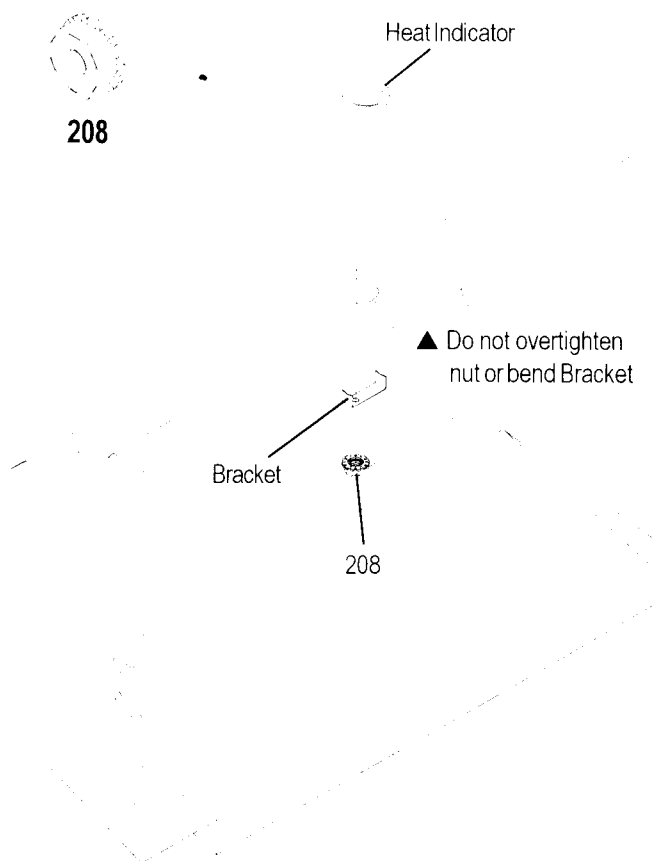 Heat Indicator
208
▲ Do not overtighten
nut or bend Bracket
Bracket
208